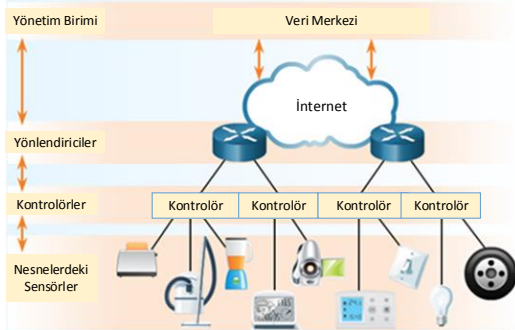 Yönetim Birimi
Veri Merkezi
İnternet
Yönlendiriciler
Kontrolörler
Kontrolör
Kontrolör
Kontrolör
Kontrolör
Nesnelerdeki
Sensörler